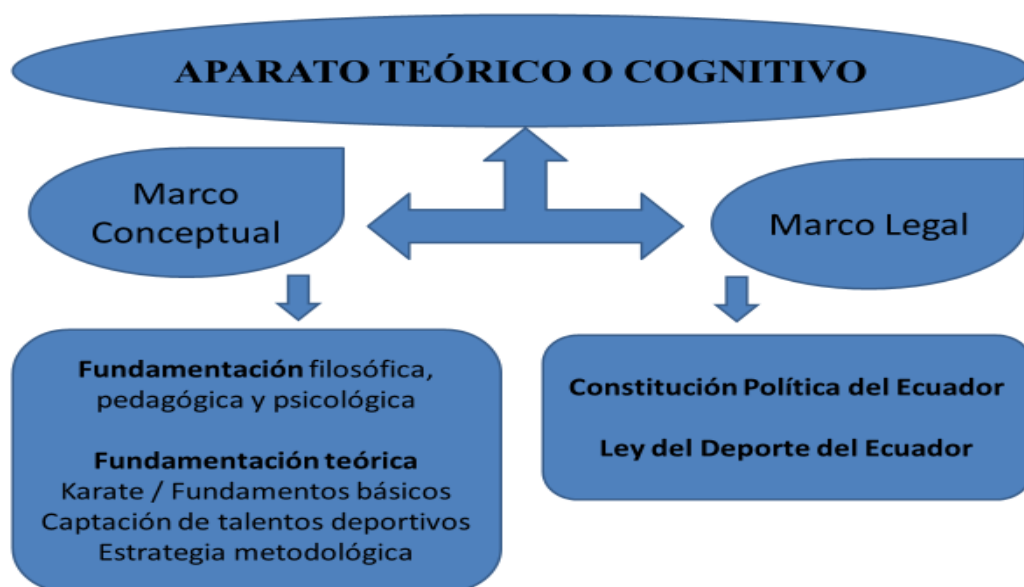 APARATO TEÓRICO O COGNITIVO
Marco
Conceptual
Marco Legal
Fundamentación filosófica,
pedagógica y psicológica
Fundamentación teórica
Karate / Fundamentos básicos
Captación de talentos deportivos
Estrategia metodológica
Constitución Política del Ecuador
Ley del Deporte del Ecuador